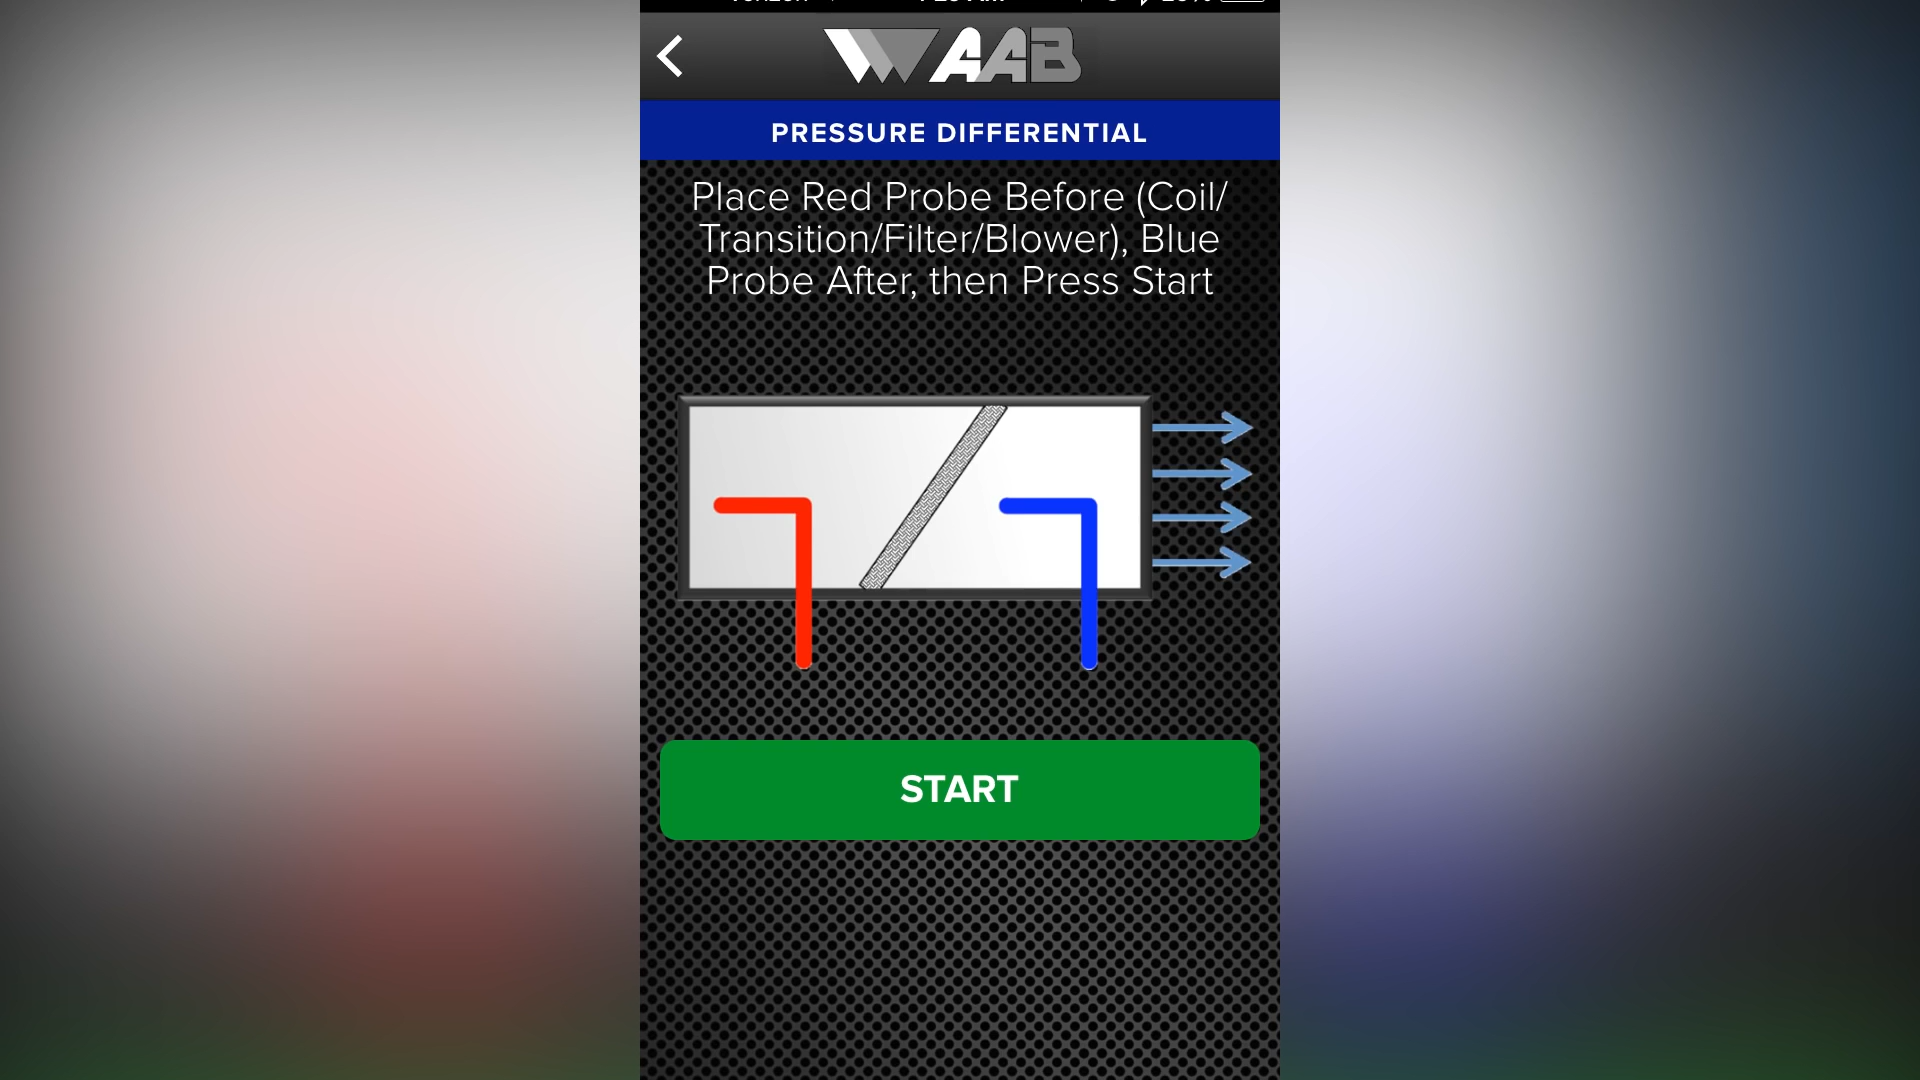 WAAB
PRESSURE DIFFERENTIAL
Place Red Probe Before (Coil/
Transition/Filter/Blower), Blue
Probe After, then Press Start
START